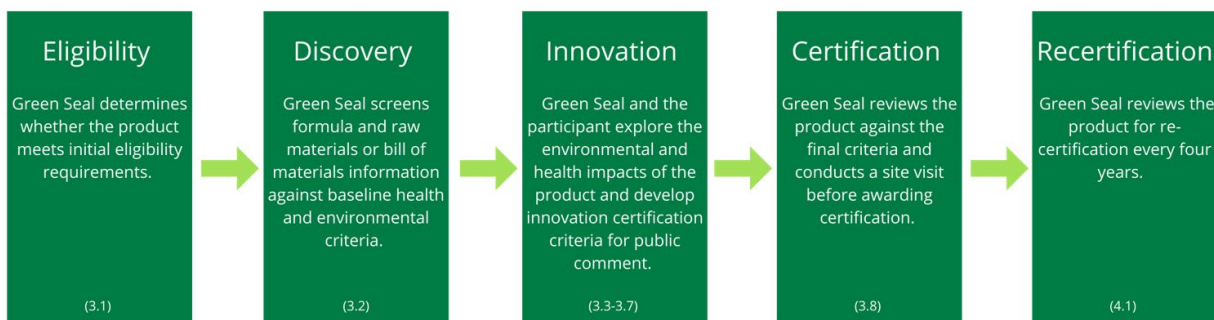 Eligibility
Green Seal determines
whether the product
meets initial eligibility
requirements.
(3.1)
Discovery
Green Seal screens
formula and raw
materials or bill of
materials information
against baseline health
and environmental
criteria.
(3.2)
Innovation
Green Seal and the
participant explore the
environmental and
health impacts of the
product and develop
innovation certification
criteria for public
comment.
(3.3-3.7)
Certification
Green Seal reviews the
product against the
final criteria and
conducts a site visit
before awarding
certification.
(3.8)
Recertification
Green Seal reviews the
product for re-
certification every four
years.
(4.1)